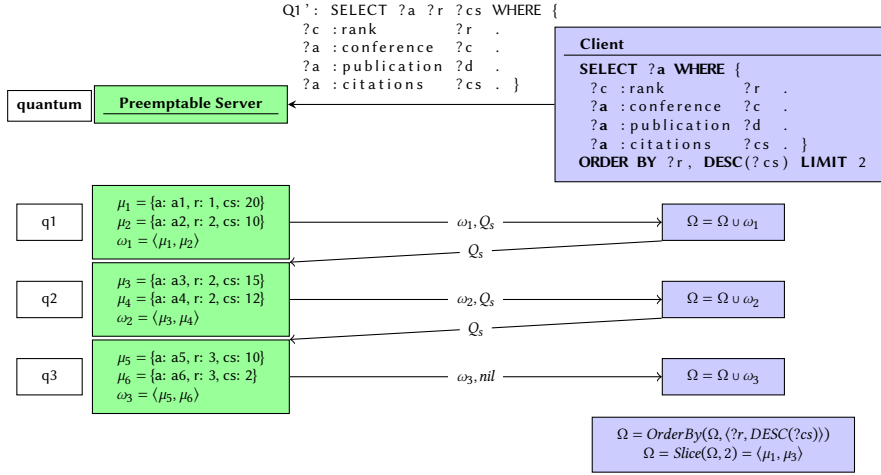 Q1': SELECT ?a ?r ?cs WHERE {
?c :rank ?r .
?a :conference ?c .
?a :publication ?d .
?a :citations ?cs . }
Client
SELECT ?a WHERE {
?c :rank ?r .
?a :conference ?c .
?a :publication ?d .
?a :citations ?cs . }
ORDER BY ?r, DESC(?cs) LIMIT 2
quantum
Preemptable Server
q1
μ1 = {a: a1, r: 1, cs: 20}
μ2 = {a: a2, r: 2, cs: 10}
ω1 = ⟨μ1, μ2⟩
ω1, Qs
Ω = Ω ∪ ω1
Qs
q2
μ3 = {a: a3, r: 2, cs: 15}
μ4 = {a: a4, r: 2, cs: 12}
ω2 = ⟨μ3, μ4⟩
ω2, Qs
Ω = Ω ∪ ω2
Qs
q3
μ5 = {a: a5, r: 3, cs: 10}
μ6 = {a: a6, r: 3, cs: 2}
ω3 = ⟨μ5, μ6⟩
ω3, nil
Ω = Ω ∪ ω3
Ω = OrderBy(Ω, ⟨?r, DESC(?cs)⟩)
Ω = Slice(Ω, 2) = ⟨μ1, μ3⟩